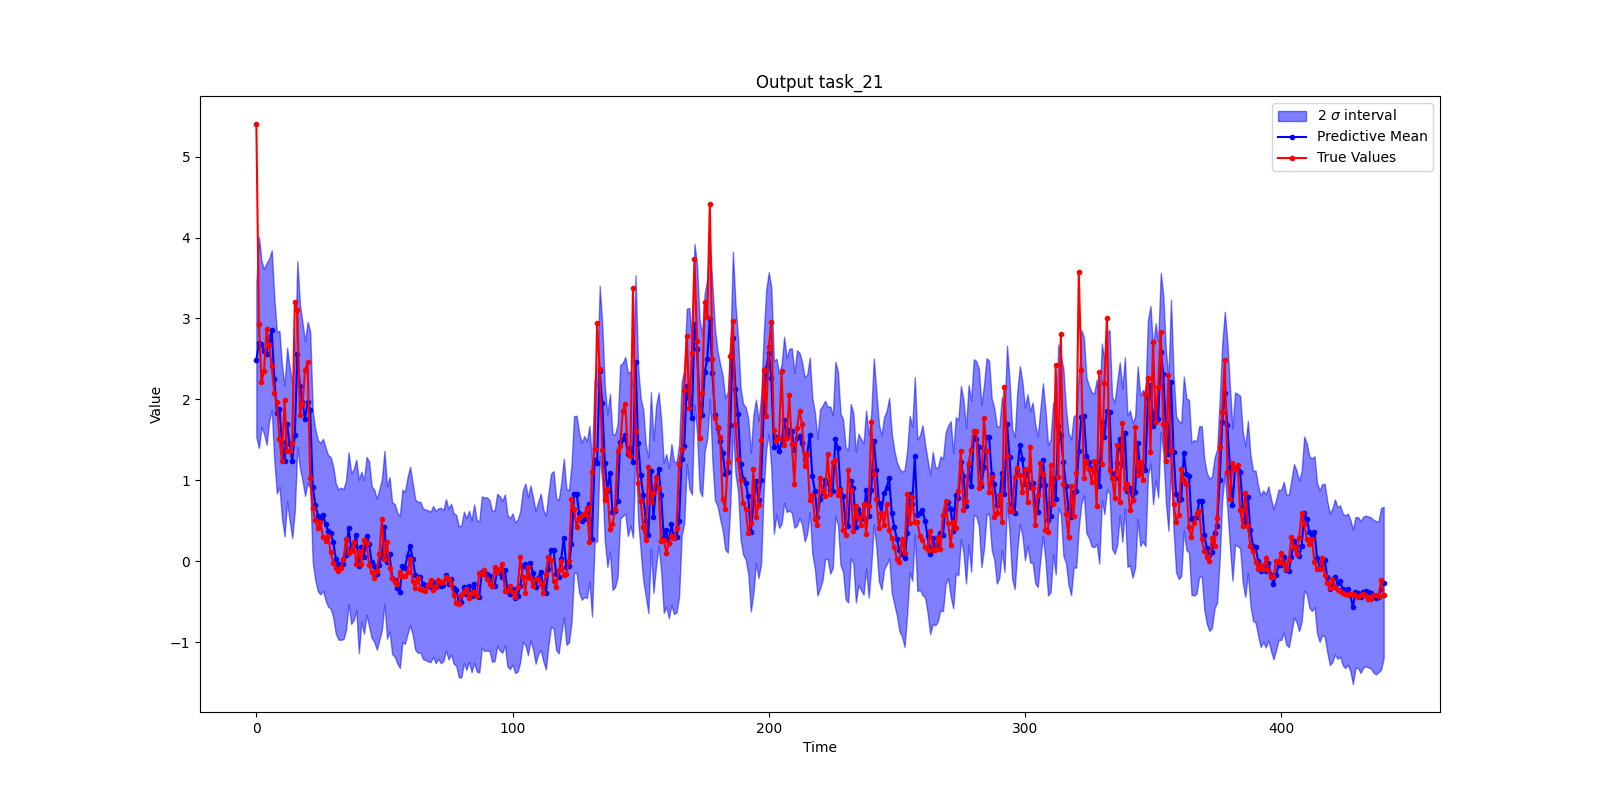 Output task_21
2 σ interval
Predictive Mean
True Values
Value
5
4
3
2
1
0
−1
0 100 200 300 400
Time